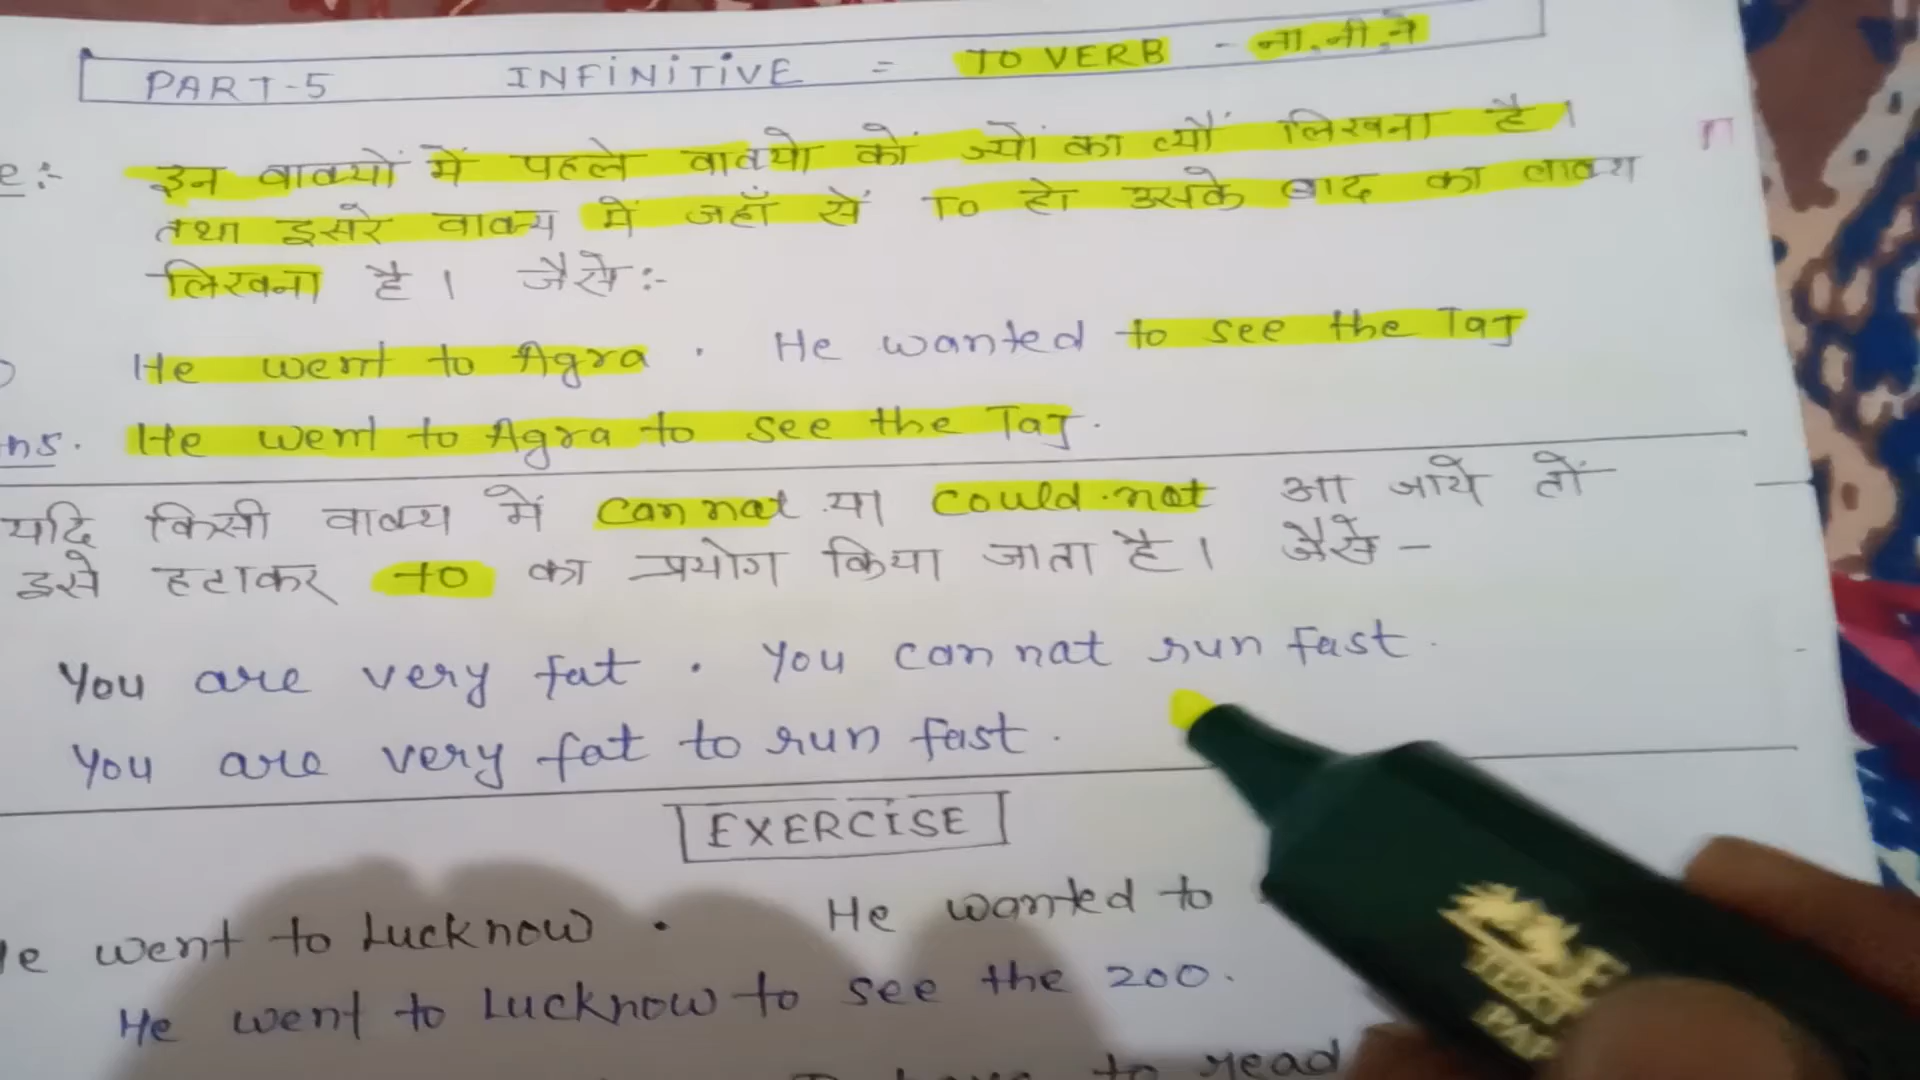 PART-5 INFINITIVE = TO VERB - ना.नी.ने
e:- इन वाक्यों में पहले वाक्यो कों ज्यों का त्यौं लिखना है।
तथा दूसरे वाक्य में जहाँ सें To हो उसके बाद का वाक्य
लिखना है। जैसे:-
He went to Agra. He wanted to see the Taj
ns. He went to Agra to see the Taj.
यदि किसी वाक्य में can not या could not आ जाये तों
इसे हटाकर to का प्रयोग किया जाता है। जैसे -
You are very fat. You can not run fast.
You are very fat to run fast.
EXERCISE
He went to Lucknow. He wanted to
He went to Lucknow to see the zoo.
to read